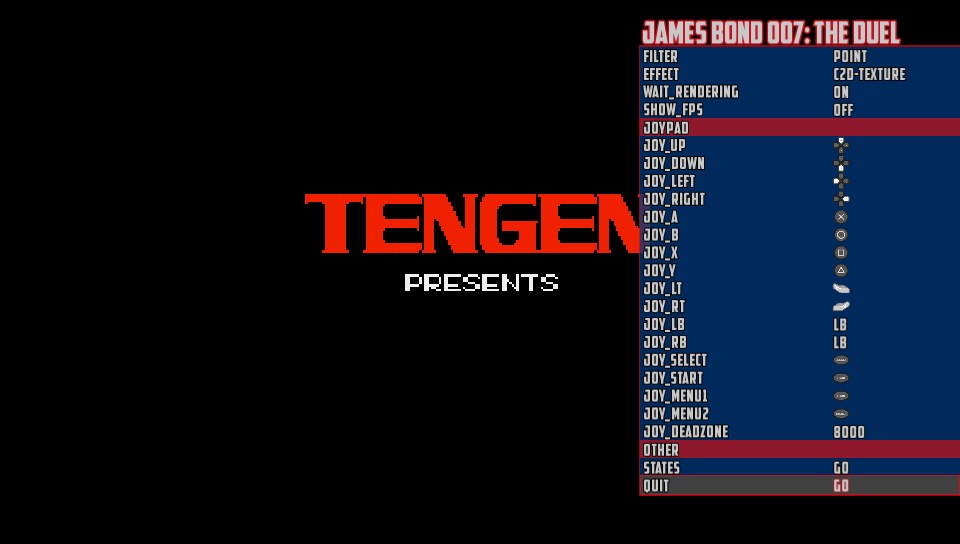 TENGEN
PRESENTS
JAMES BOND 007: THE DUEL
FILTER POINT
EFFECT C2D-TEXTURE
WAIT_RENDERING ON
SHOW_FPS OFF
JOYPAD
JOY_UP
JOY_DOWN
JOY_LEFT
JOY_RIGHT
JOY_A
JOY_B
JOY_X
JOY_Y
JOY_LT
JOY_RT
JOY_LB LB
JOY_RB LB
JOY_SELECT
JOY_START
JOY_MENU1
JOY_MENU2
JOY_DEADZONE 8000
OTHER
STATES GO
QUIT GO